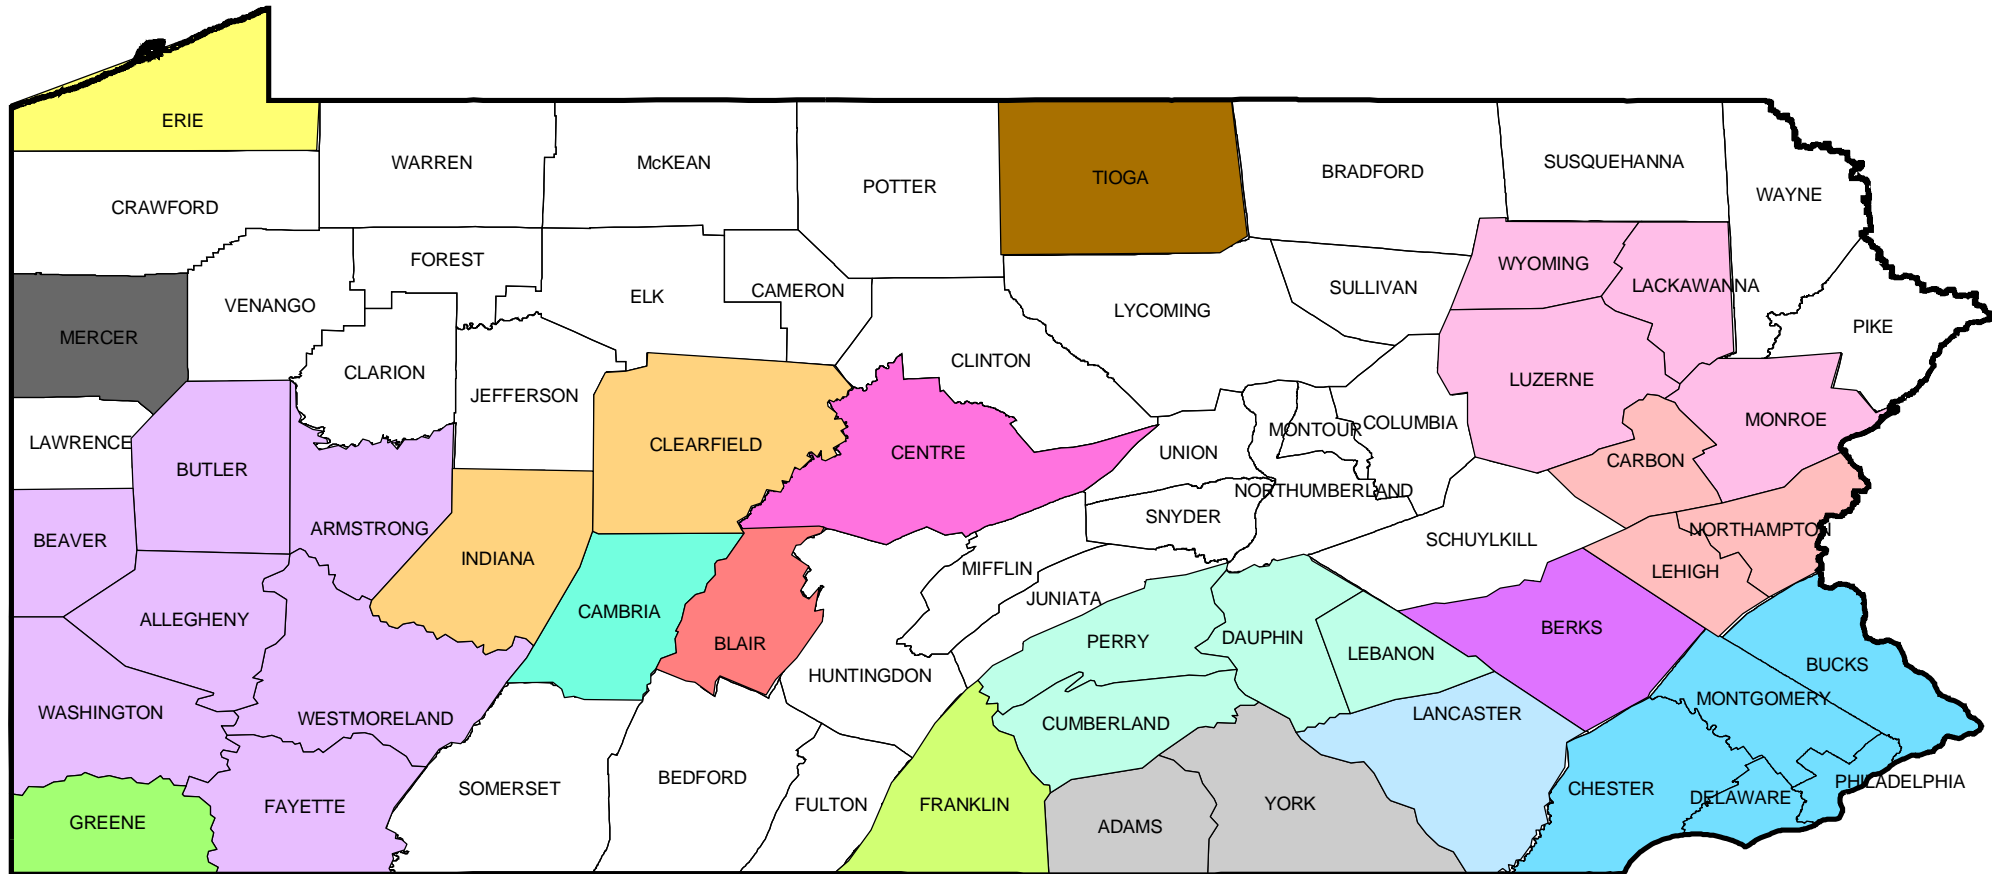 ERIE
WARREN
McKEAN
POTTER
TIOGA
BRADFORD
SUSQUEHANNA
WAYNE
CRAWFORD
FOREST
ELK
CAMERON
VENANGO
LYCOMING
SULLIVAN
WYOMING
LACKAWANNA
PIKE
MERCER
CLARION
JEFFERSON
CLINTON
LUZERNE
MONROE
LAWRENCE
BUTLER
CLEARFIELD
CENTRE
UNION
MONTOUR
COLUMBIA
CARBON
BEAVER
ARMSTRONG
INDIANA
SNYDER
NORTHUMBERLAND
SCHUYLKILL
NORTHAMPTON
LEHIGH
ALLEGHENY
CAMBRIA
BLAIR
MIFFLIN
JUNIATA
PERRY
DAUPHIN
LEBANON
BERKS
BUCKS
WASHINGTON
WESTMORELAND
HUNTINGDON
CUMBERLAND
LANCASTER
MONTGOMERY
GREENE
FAYETTE
SOMERSET
BEDFORD
FULTON
FRANKLIN
ADAMS
YORK
CHESTER
DELAWARE
PHILADELPHIA